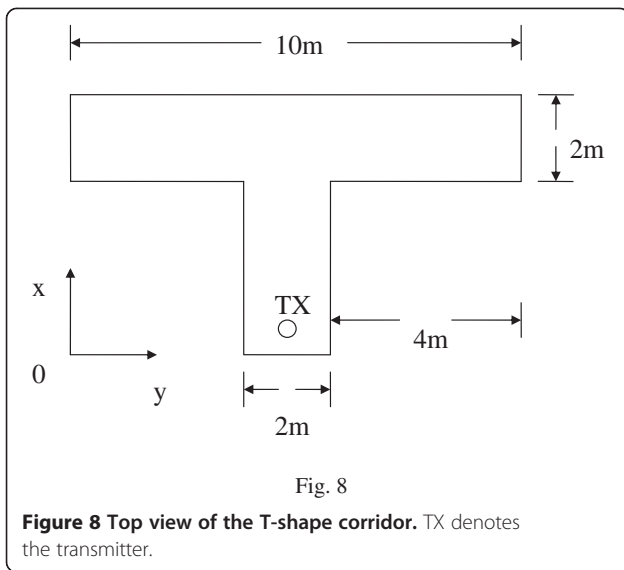 10m
2m
x
TX
4m
0
y
2m
Fig. 8
Figure 8 Top view of the T-shape corridor. TX denotes
the transmitter.